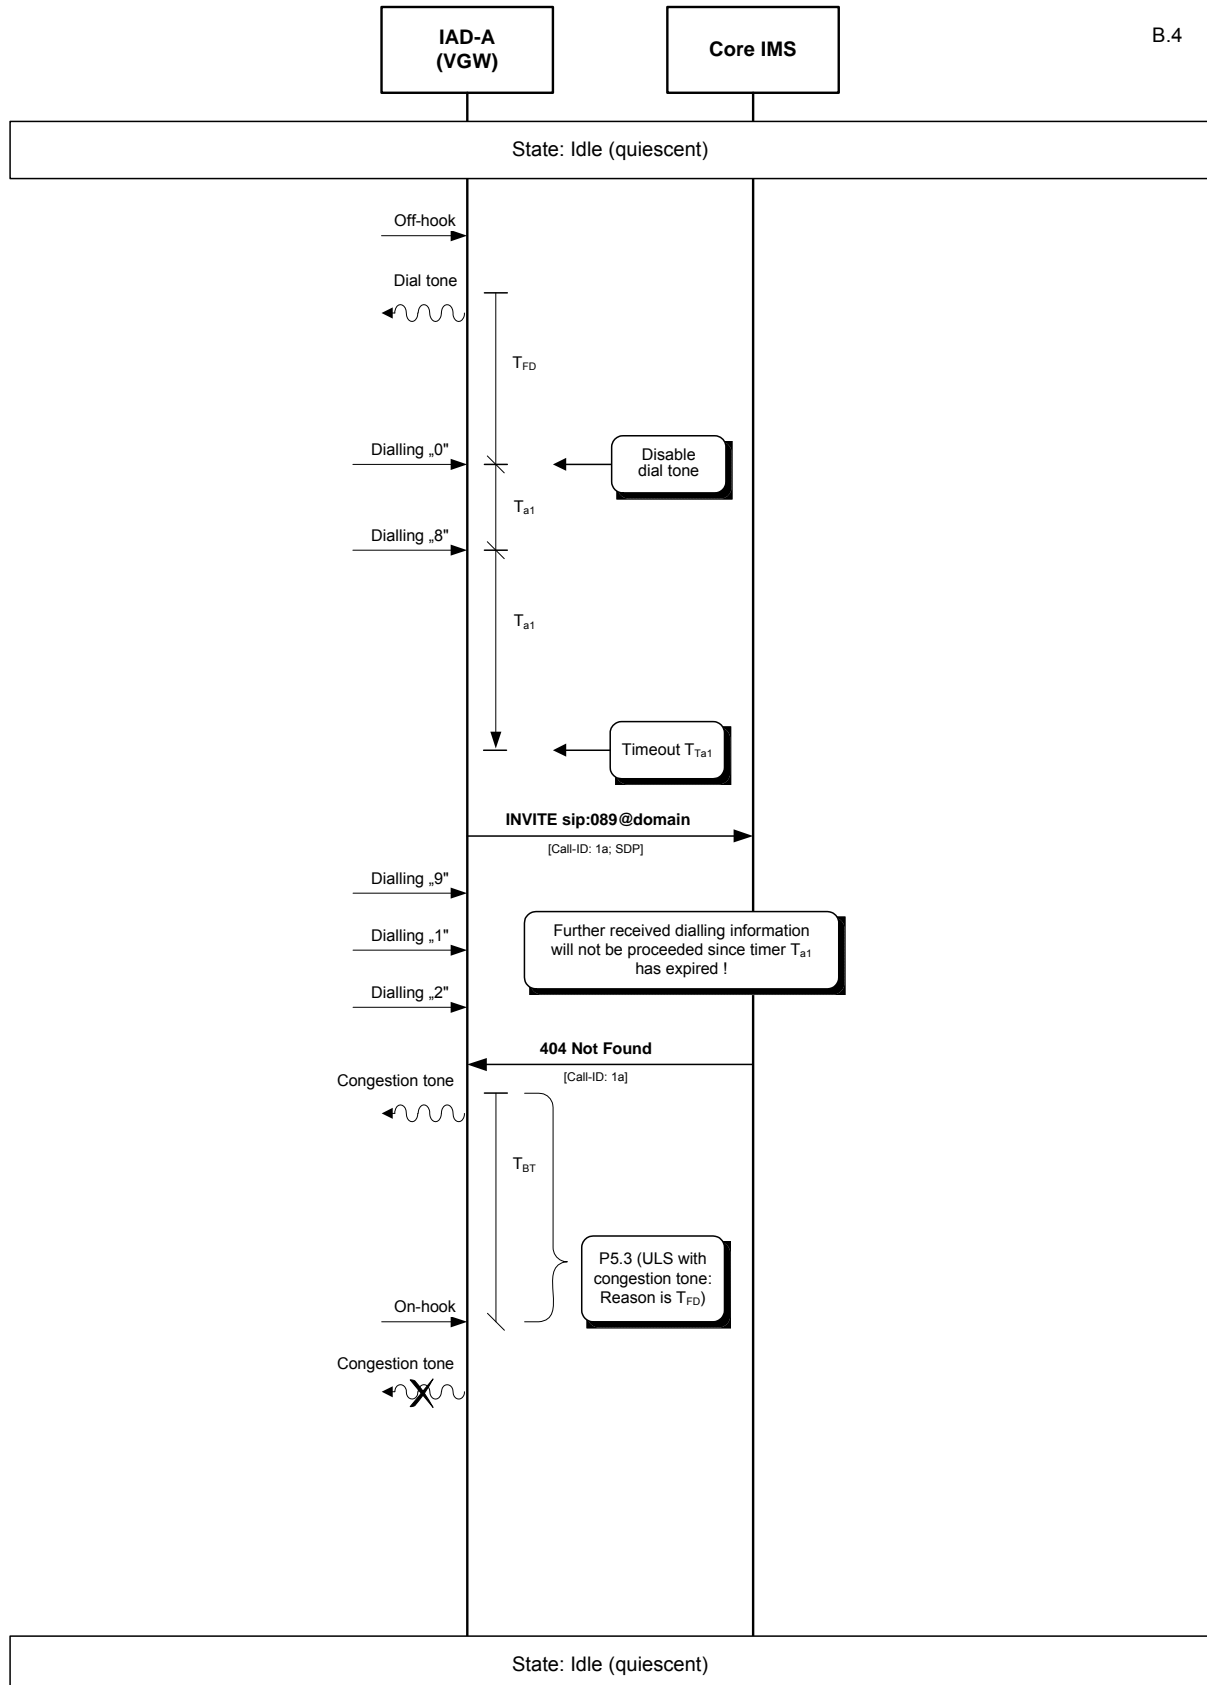 IAD-A
(VGW)
Core IMS
B.4
State: Idle (quiescent)
Off-hook
Dial tone
TFD
Dialling „0"
Disable
dial tone
Ta1
Dialling „8"
Ta1
Timeout TTa1
INVITE sip:089@domain
[Call-ID: 1a; SDP]
Dialling „9"
Further received dialling information
will not be proceeded since timer Ta1
has expired !
Dialling „1"
Dialling „2"
404 Not Found
[Call-ID: 1a]
Congestion tone
TBT
P5.3 (ULS with
congestion tone:
Reason is TFD)
On-hook
Congestion tone
State: Idle (quiescent)